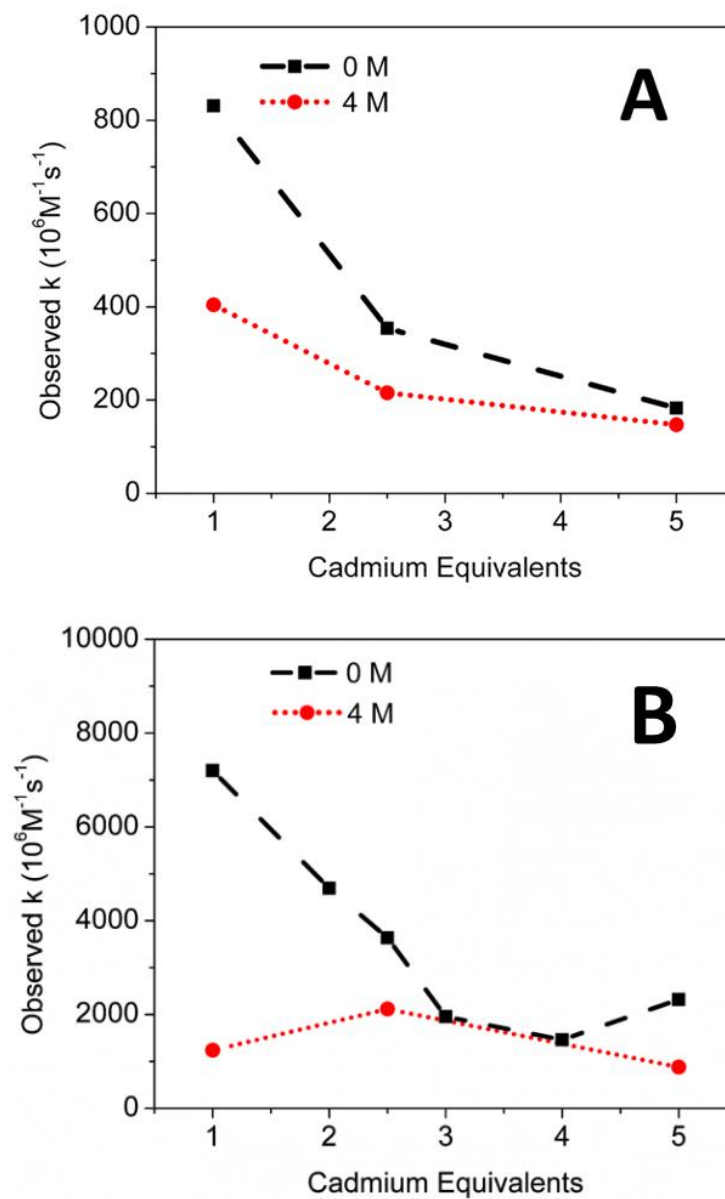 A
1000
800
600
400
200
0
0 M
4 M
Observed k (10⁶M⁻¹s⁻¹)
1 2 3 4 5
Cadmium Equivalents
B
10000
8000
6000
4000
2000
0
0 M
4 M
Observed k (10⁶M⁻¹s⁻¹)
1 2 3 4 5
Cadmium Equivalents